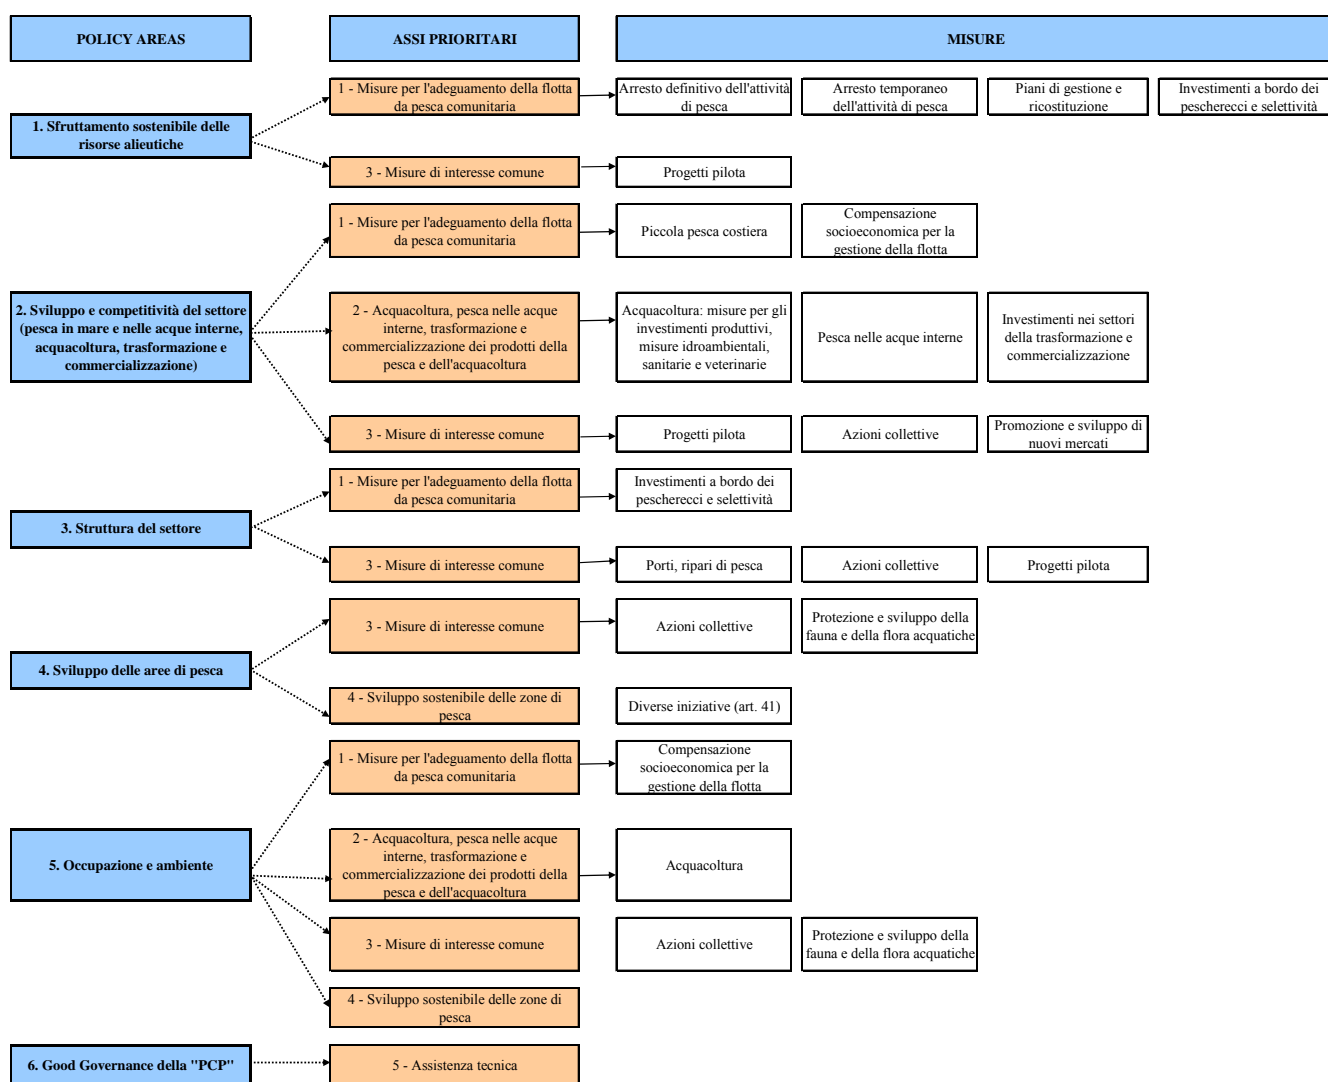 POLICY AREAS
ASSI PRIORITARI
MISURE
1. Sfruttamento sostenibile delle
risorse alieutiche
1 - Misure per l'adeguamento della flotta
da pesca comunitaria
Arresto definitivo dell'attività
di pesca
Arresto temporaneo
dell'attività di pesca
Piani di gestione e
ricostituzione
Investimenti a bordo dei
pescherecci e selettività
3 - Misure di interesse comune
Progetti pilota
2. Sviluppo e competitività del settore
(pesca in mare e nelle acque interne,
acquacoltura, trasformazione e
commercializzazione)
1 - Misure per l'adeguamento della flotta
da pesca comunitaria
Piccola pesca costiera
Compensazione
socioeconomica per la
gestione della flotta
2 - Acquacoltura, pesca nelle acque
interne, trasformazione e
commercializzazione dei prodotti della
pesca e dell'acquacoltura
Acquacoltura: misure per gli
investimenti produttivi,
misure idroambientali,
sanitarie e veterinarie
Pesca nelle acque interne
Investimenti nei settori
della trasformazione e
commercializzazione
3 - Misure di interesse comune
Progetti pilota
Azioni collettive
Promozione e sviluppo di
nuovi mercati
3. Struttura del settore
1 - Misure per l'adeguamento della flotta
da pesca comunitaria
Investimenti a bordo dei
pescherecci e selettività
3 - Misure di interesse comune
Porti, ripari di pesca
Azioni collettive
Progetti pilota
4. Sviluppo delle aree di pesca
3 - Misure di interesse comune
Azioni collettive
Protezione e sviluppo della
fauna e della flora acquatiche
4 - Sviluppo sostenibile delle zone di
pesca
Diverse iniziative (art. 41)
5. Occupazione e ambiente
1 - Misure per l'adeguamento della flotta
da pesca comunitaria
Compensazione
socioeconomica per la
gestione della flotta
2 - Acquacoltura, pesca nelle acque
interne, trasformazione e
commercializzazione dei prodotti della
pesca e dell'acquacoltura
Acquacoltura
3 - Misure di interesse comune
Azioni collettive
Protezione e sviluppo della
fauna e della flora acquatiche
4 - Sviluppo sostenibile delle zone di
pesca
6. Good Governance della "PCP"
5 - Assistenza tecnica